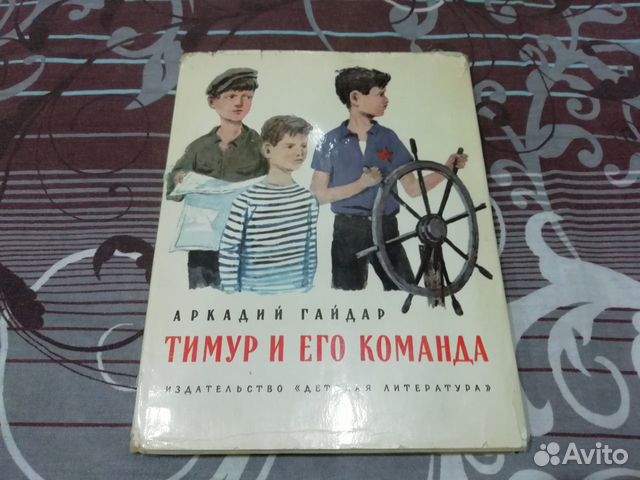 АРКАДИЙ ГАЙДАР
ТИМУР И ЕГО КОМАНДА
ИЗДАТЕЛЬСТВО «ДЕТСКАЯ ЛИТЕРАТУРА»
Avito